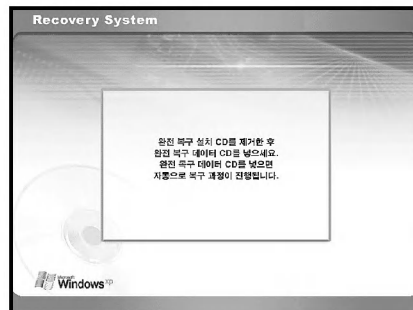 Recovery System
완전 복구 설치 CD를 제거한 후
완전 복구 데이터 CD를 넣으세요.
완전 복구 데이터 CD를 넣으면
자동으로 복구 과정이 진행됩니다.
Microsoft
Windows xp